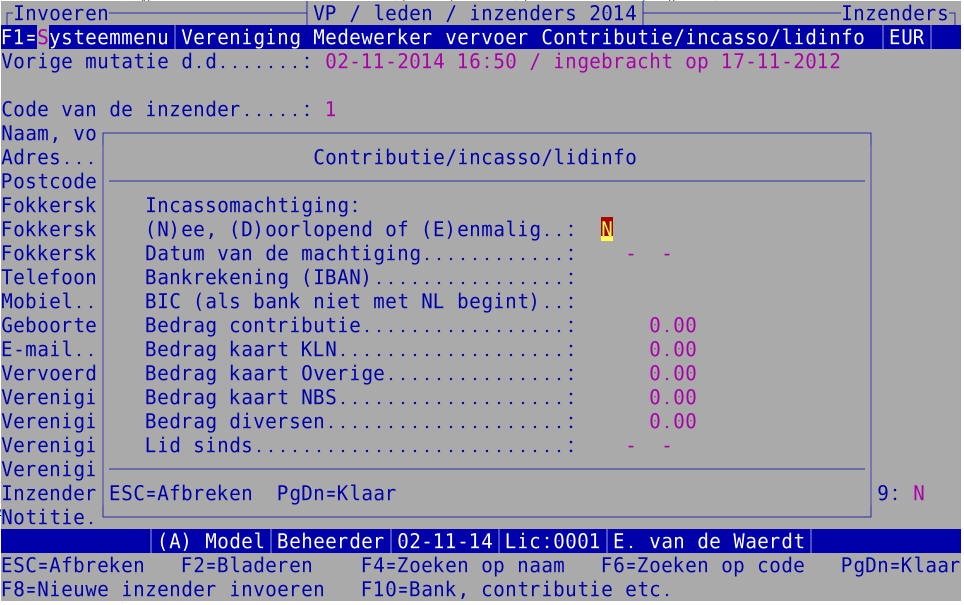 Invoeren VP / leden / inzenders 2014 Inzenders
F1=Systeemmenu Vereniging Medewerker vervoer Contributie/incasso/lidinfo EUR
Vorige mutatie d.d.......: 02-11-2014 16:50 / ingebracht op 17-11-2012
Code van de inzender.....: 1
Naam, vo
Adres... Contributie/incasso/lidinfo
Postcode
Fokkersk Incassomachtiging:
Fokkersk (N)ee, (D)oorlopend of (E)enmalig..: N
Fokkersk Datum van de machtiging............: - -
Telefoon Bankrekening (IBAN)................:
Mobiel.. BIC (als bank niet met NL begint)..:
Geboorte Bedrag contributie.................: 0.00
E-mail.. Bedrag kaart KLN...................: 0.00
Vervoerd Bedrag kaart Overige...............: 0.00
Verenigi Bedrag kaart NBS...................: 0.00
Verenigi Bedrag diversen....................: 0.00
Verenigi Lid sinds..........................: - -
Verenigi
Inzender ESC=Afbreken PgDn=Klaar 9: N
Notitie.
(A) Model Beheerder 02-11-14 Lic:0001 E. van de Waerdt
ESC=Afbreken F2=Bladeren F4=Zoeken op naam F6=Zoeken op code PgDn=Klaar
F8=Nieuwe inzender invoeren F10=Bank, contributie etc.